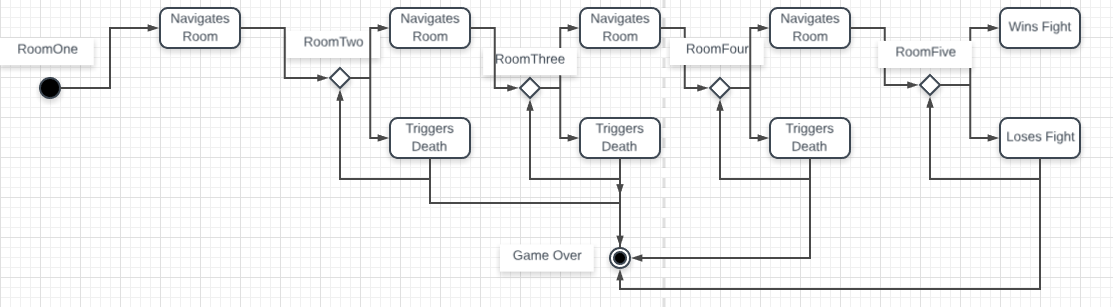 RoomOne
Navigates
Room
RoomTwo
Navigates
Room
Triggers
Death
RoomThree
Navigates
Room
Triggers
Death
RoomFour
Navigates
Room
Triggers
Death
RoomFive
Wins Fight
Loses Fight
Game Over